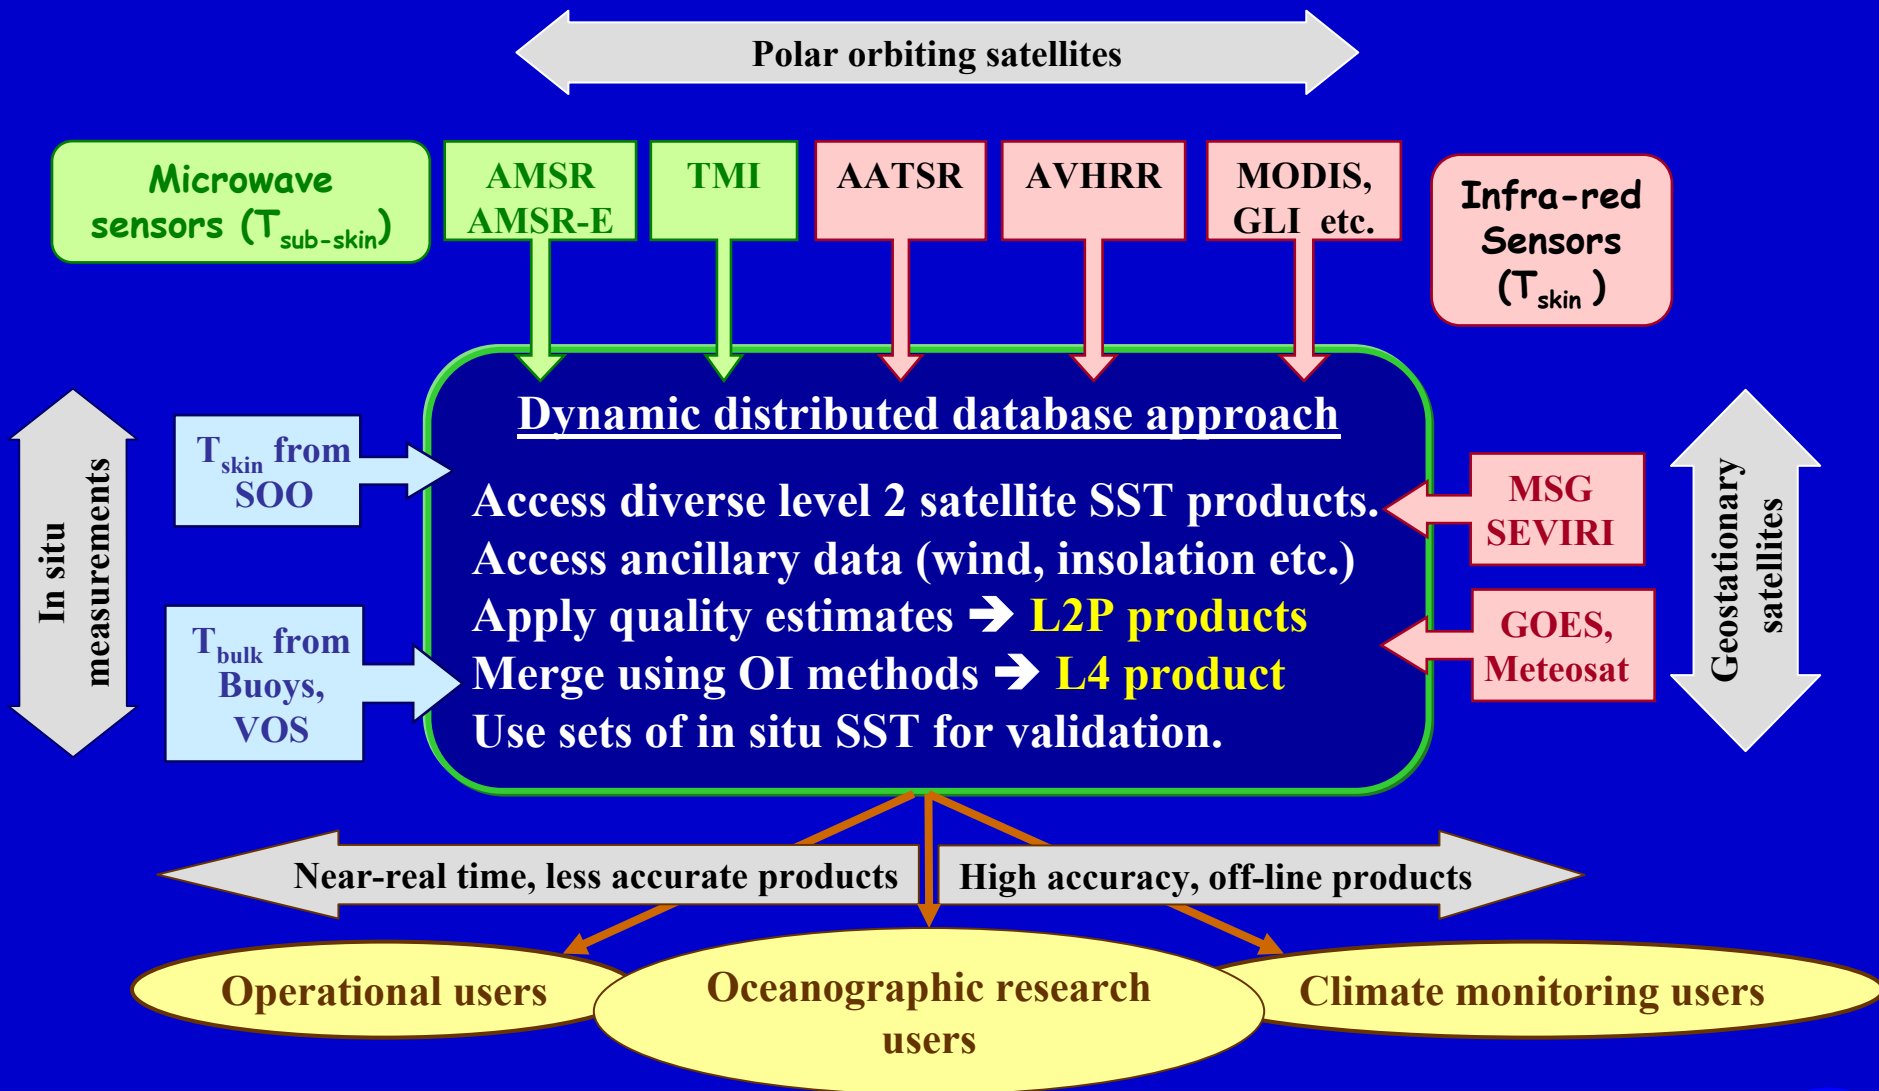 Polar orbiting satellites
Microwave
sensors (Tsub-skin)
AMSR
AMSR-E
TMI
AATSR
AVHRR
MODIS,
GLI etc.
Infra-red
Sensors
(Tskin )
In situ
measurements
Tskin from
SOO
Tbulk from
Buoys,
VOS
Dynamic distributed database approach
Access diverse level 2 satellite SST products.
Access ancillary data (wind, insolation etc.)
Apply quality estimates ➔ L2P products
Merge using OI methods ➔ L4 product
Use sets of in situ SST for validation.
MSG
SEVIRI
GOES,
Meteosat
Geostationary
satellites
Near-real time, less accurate products
High accuracy, off-line products
Operational users
Oceanographic research
users
Climate monitoring users